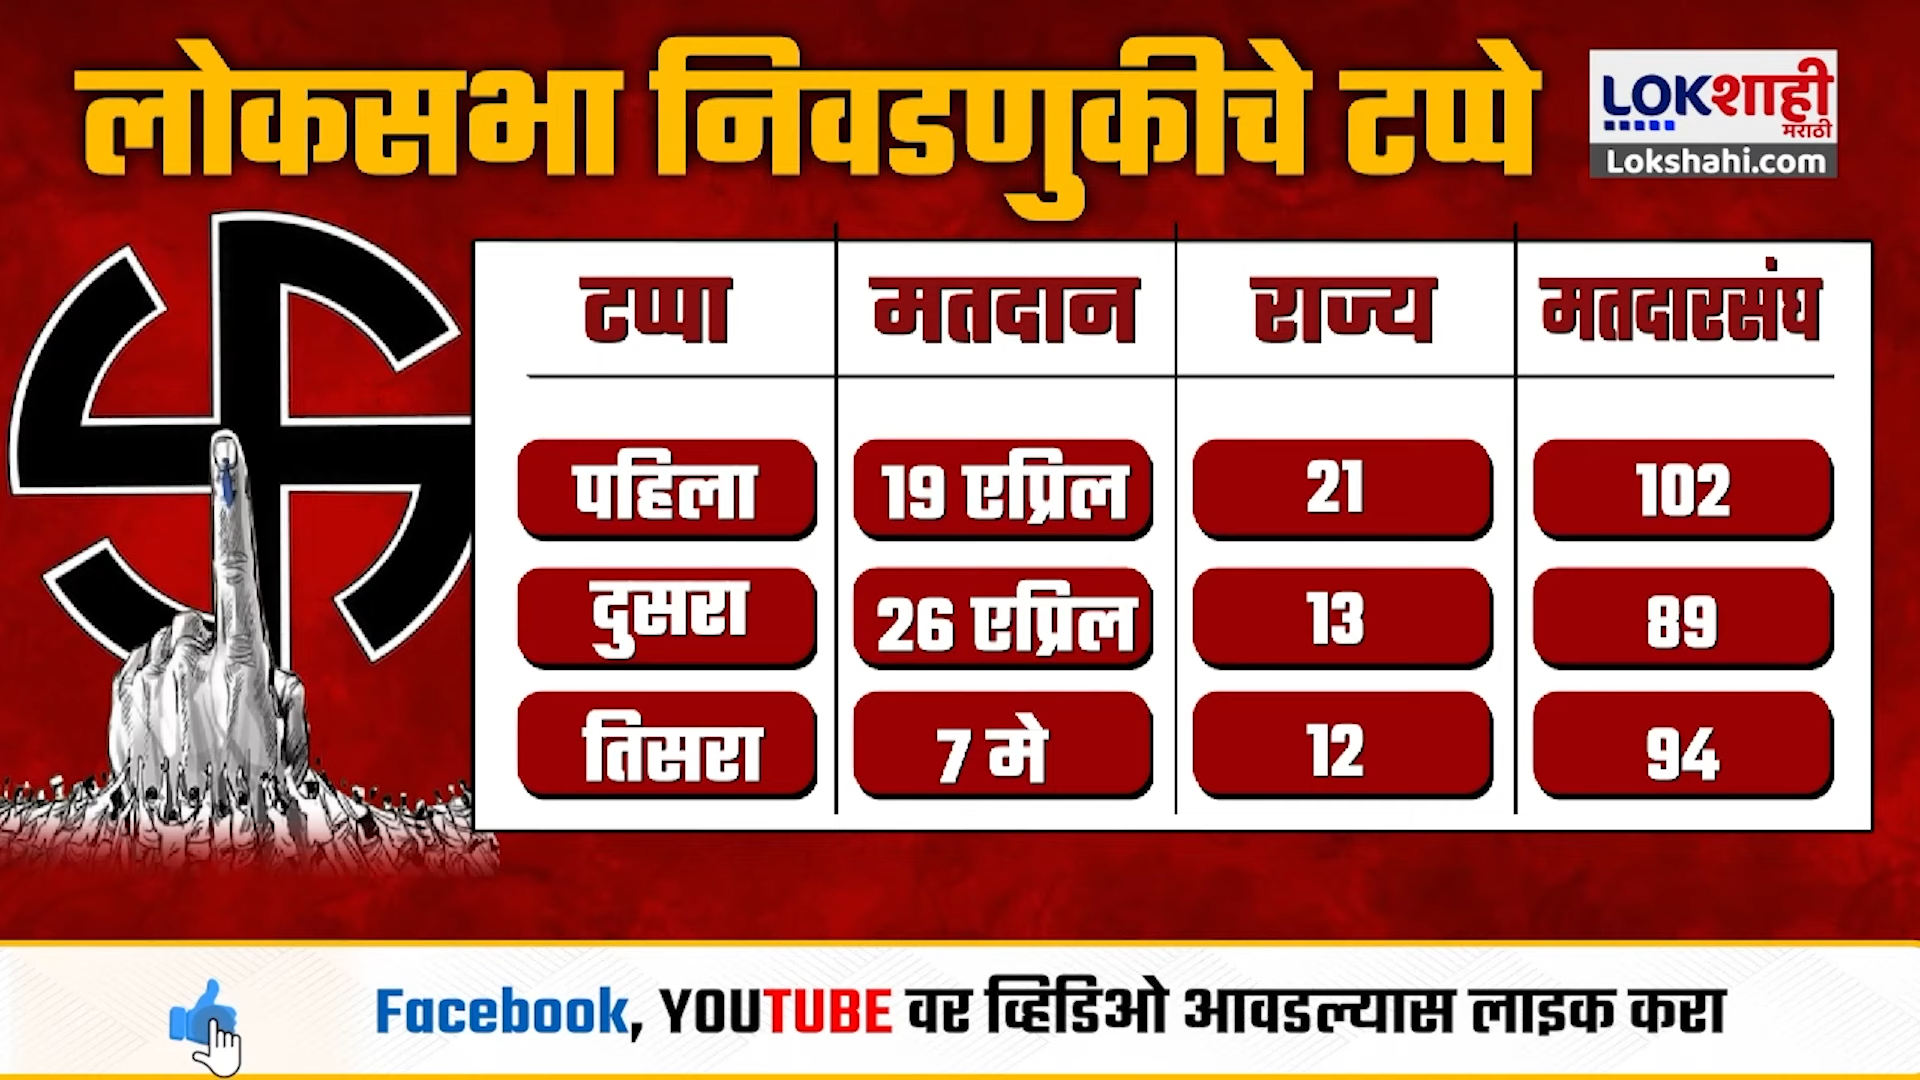 लोकसभा निवडणुकीचे टप्पे
LOKशाही
मराठी
Lokshahi.com
टप्पा मतदान राज्य मतदारसंघ
पहिला 19 एप्रिल 21 102
दुसरा 26 एप्रिल 13 89
तिसरा 7 मे 12 94
Facebook, YOUTUBE वर व्हिडिओ आवडल्यास लाइक करा